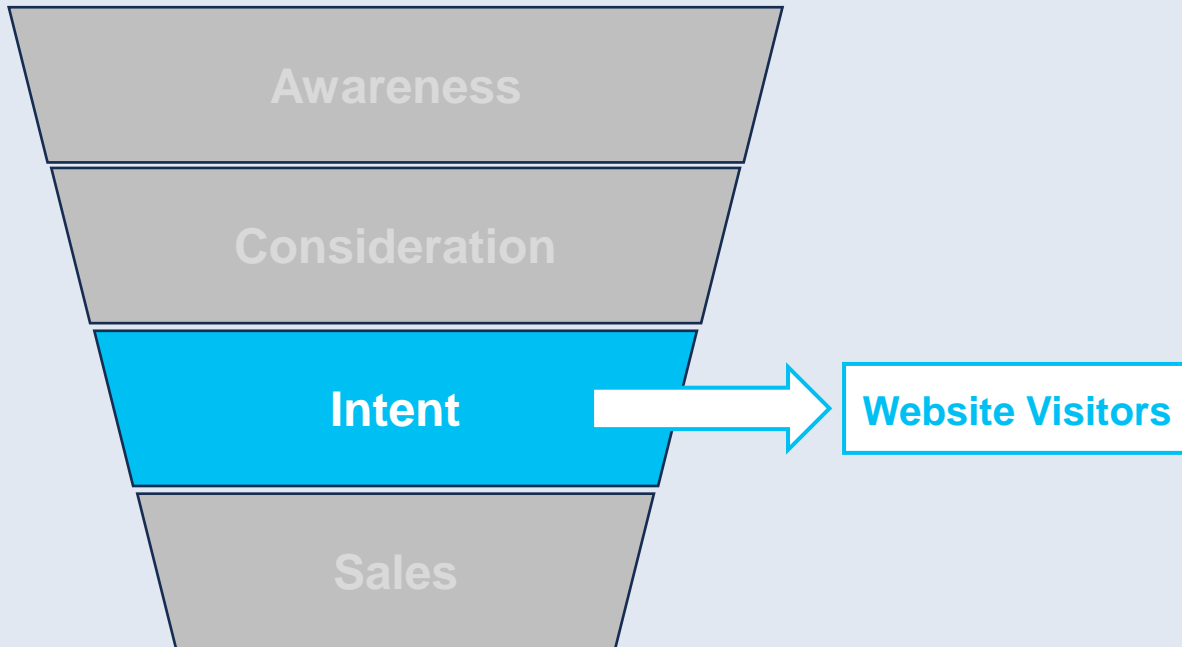 Awareness
Consideration
Intent
Website Visitors
Sales